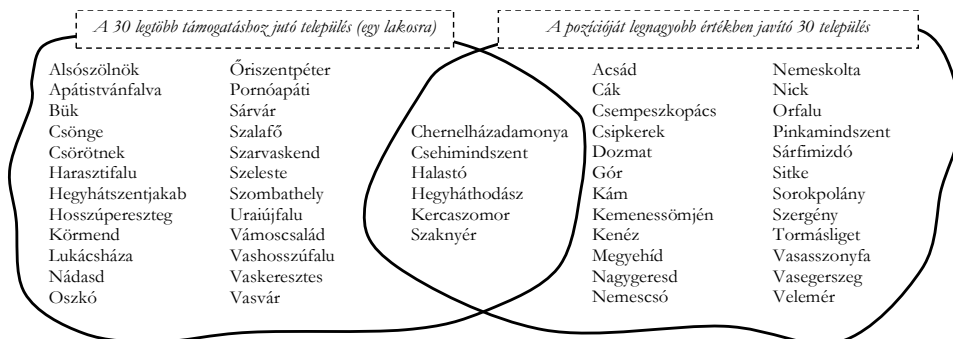 A 30 legtöbb támogatáshoz jutó település (egy lakosra)
Alsószölnök
Apátistvánfalva
Bük
Csönge
Csörötnek
Harasztifalu
Hegyhátszentjakab
Hosszúpereszteg
Körmend
Lukácsháza
Nádasd
Oszkó
Őriszentpéter
Pornóapáti
Sárvár
Szalafő
Szarvaskend
Szeleste
Szombathely
Uraiújfalu
Vámoscsalád
Vashosszúfalu
Vaskeresztes
Vasvár
Chernelházadamonya
Csehimindszent
Halastó
Hegyháthodász
Kercaszomor
Szaknyér
A pozícióját legnagyobb értékben javító 30 település
Acsád
Cák
Csempeszkopács
Csipkerek
Dozmat
Gór
Kám
Kemenessömjén
Kenéz
Megyehíd
Nagygeresd
Nemescsó
Nemeskolta
Nick
Orfalu
Pinkamindszent
Sárfimizdó
Sitke
Sorokpolány
Szergény
Tormásliget
Vasasszonyfa
Vasegerszeg
Velemér